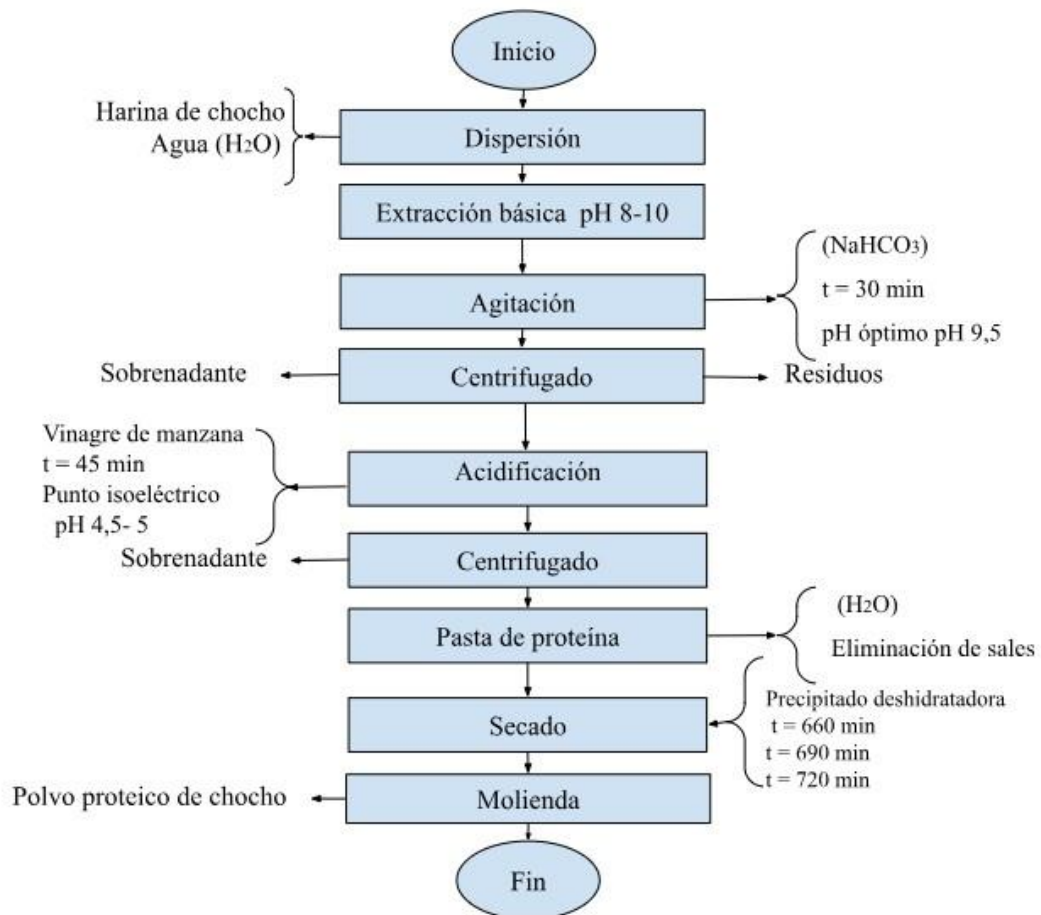 Inicio
Harina de chocho
Agua (H2O)
Dispersión
Extracción básica  pH 8-10
(NaHCO3)
t = 30 min
pH óptimo pH 9,5
Agitación
Sobrenadante
Centrifugado
Residuos
Vinagre de manzana
t = 45 min
Punto isoeléctrico
pH 4,5- 5
Acidificación
Sobrenadante
Centrifugado
Pasta de proteína
(H2O)
Eliminación de sales
Precipitado deshidratadora
t = 660 min
t = 690 min
t = 720 min
Secado
Polvo proteico de chocho
Molienda
Fin